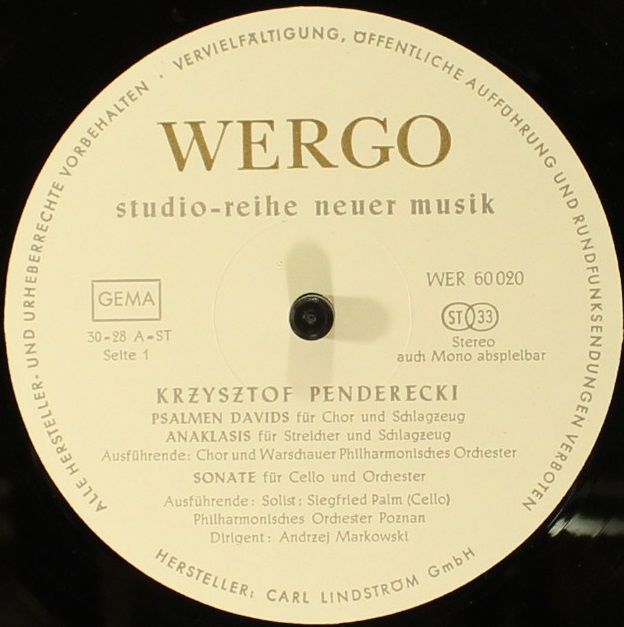 ALLE HERSTELLER- UND URHEBERRECHTE VORBEHALTEN · VERVIELFÄLTIGUNG, ÖFFENTLICHE AUFFÜHRUNG UND RUNDFUNKSENDUNGEN VERBOTEN
WERGO
studio-reihe neuer musik
GEMA
WER 60 020
ST 33
30-28 A-ST
Seite 1
Stereo
auch Mono abspielbar
KRZYSZTOF PENDERECKI
PSALMEN DAVIDS für Chor und Schlagzeug
ANAKLASIS für Streicher und Schlagzeug
Ausführende: Chor und Warschauer Philharmonisches Orchester
SONATE für Cello und Orchester
Ausführende: Solist: Siegfried Palm (Cello)
Philharmonisches Orchester Poznan
Dirigent: Andrzej Markowski
HERSTELLER: CARL LINDSTRÖM GmbH